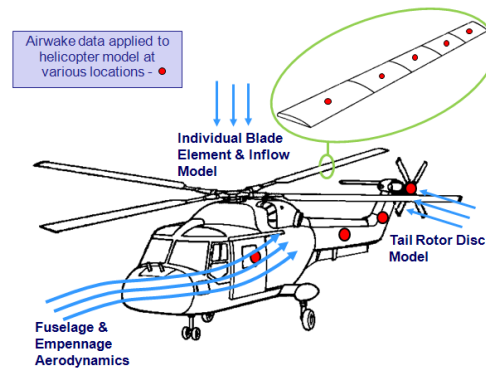 Airwake data applied to
helicopter model at
various locations -
Individual Blade
Element & Inflow
Model
Tail Rotor Disc
Model
Fuselage &
Empennage
Aerodynamics